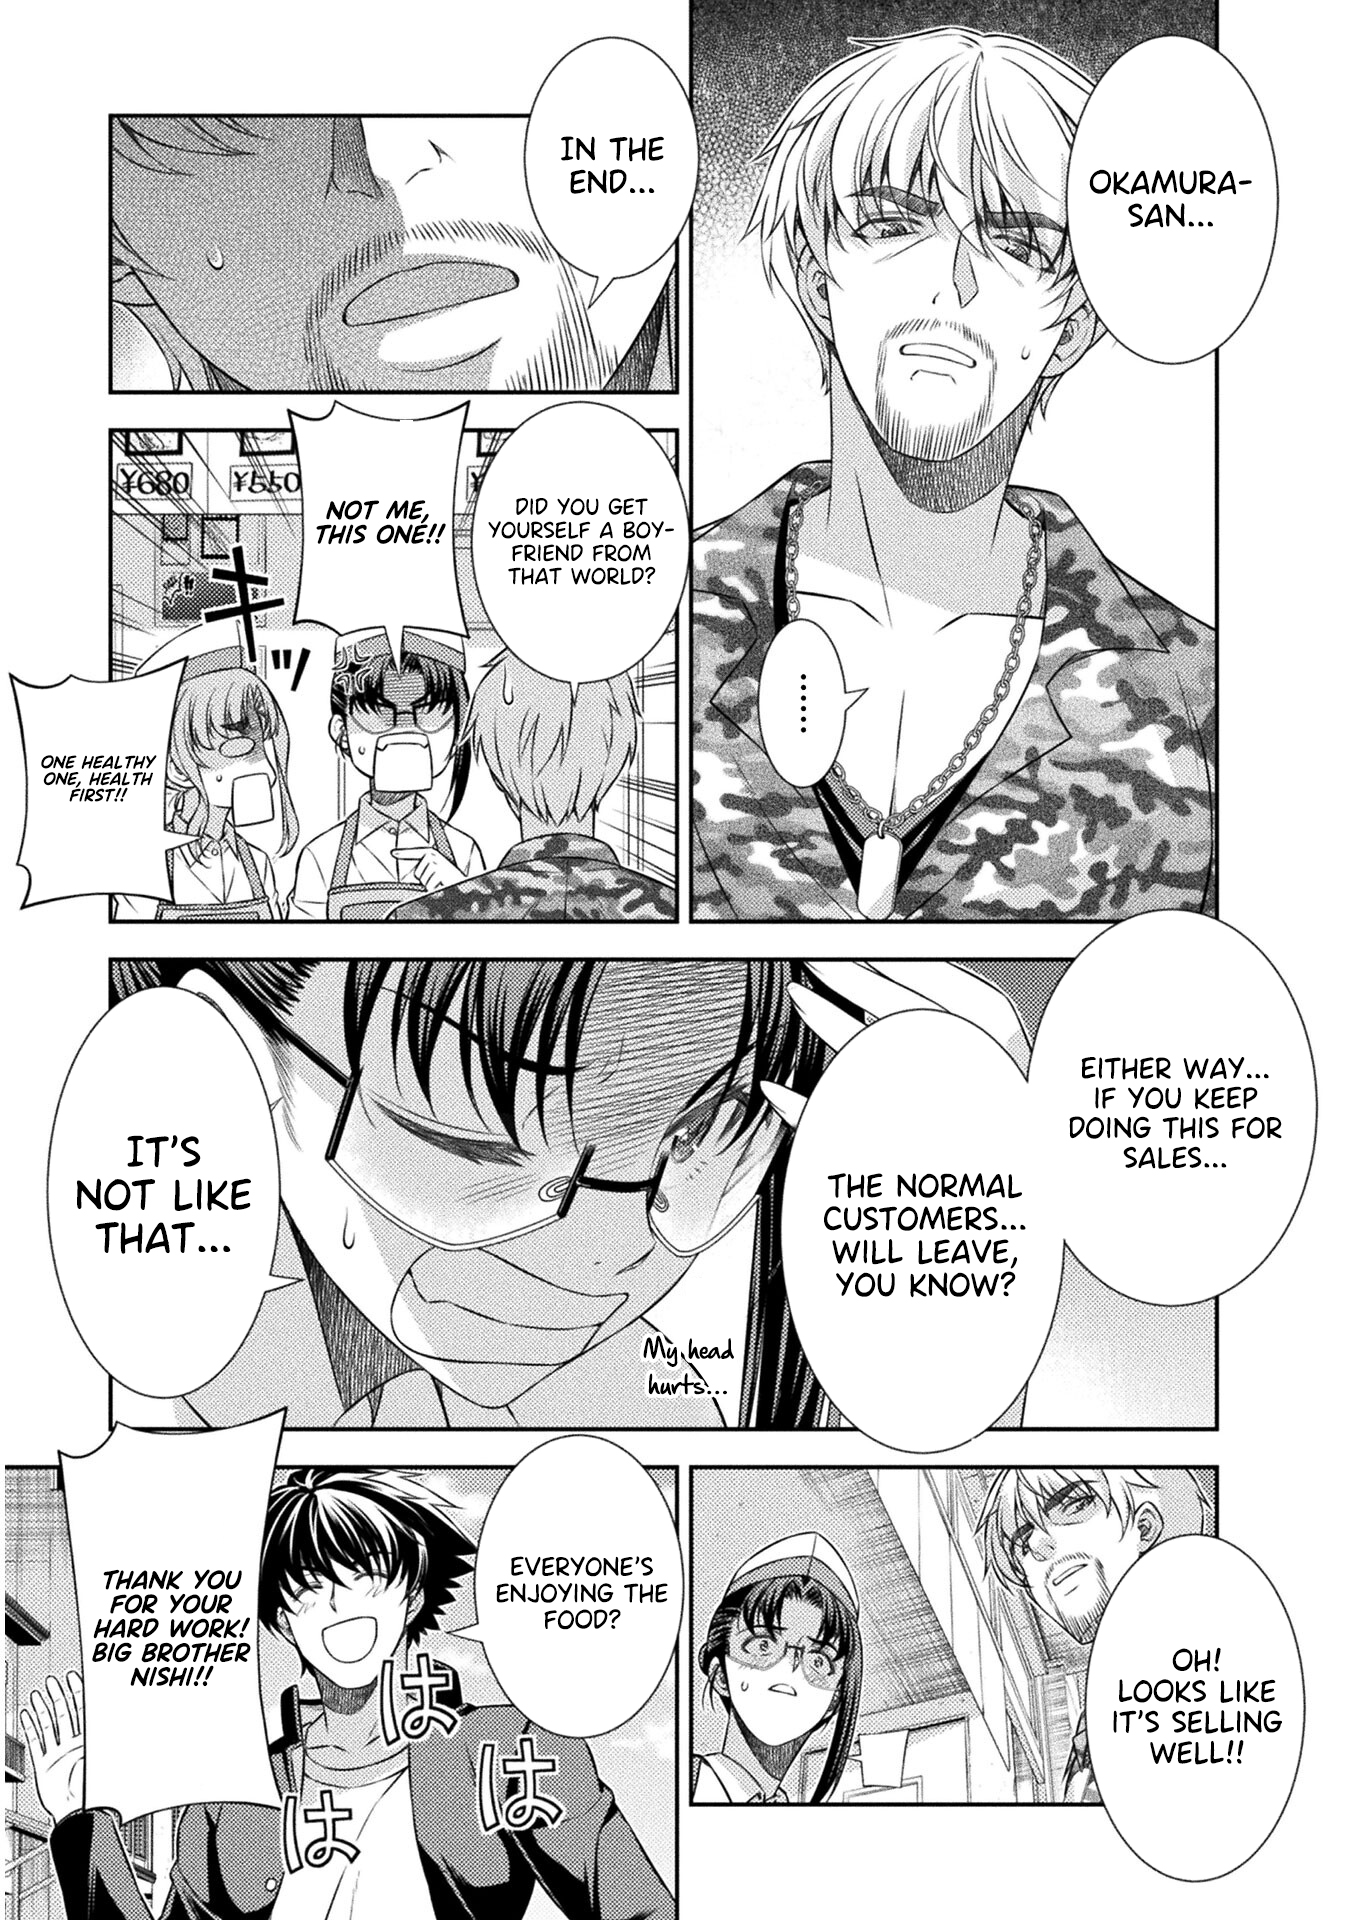 OKAMURA-
SAN...
......
IN THE
END...
DID YOU GET
YOURSELF A BOY-
FRIEND FROM
THAT WORLD?
NOT ME,
THIS ONE!!
¥680
¥550
キッ
ONE HEALTHY
ONE, HEALTH
FIRST!!
EITHER WAY...
IF YOU KEEP
DOING THIS FOR
SALES...
THE NORMAL
CUSTOMERS...
WILL LEAVE,
YOU KNOW?
My head
hurts...
IT'S
NOT LIKE
THAT...
OH!
LOOKS LIKE
IT'S SELLING
WELL!!
EVERYONE'S
ENJOYING THE
FOOD?
THANK YOU
FOR YOUR
HARD WORK!
BIG BROTHER
NISHI!!
は
は
は